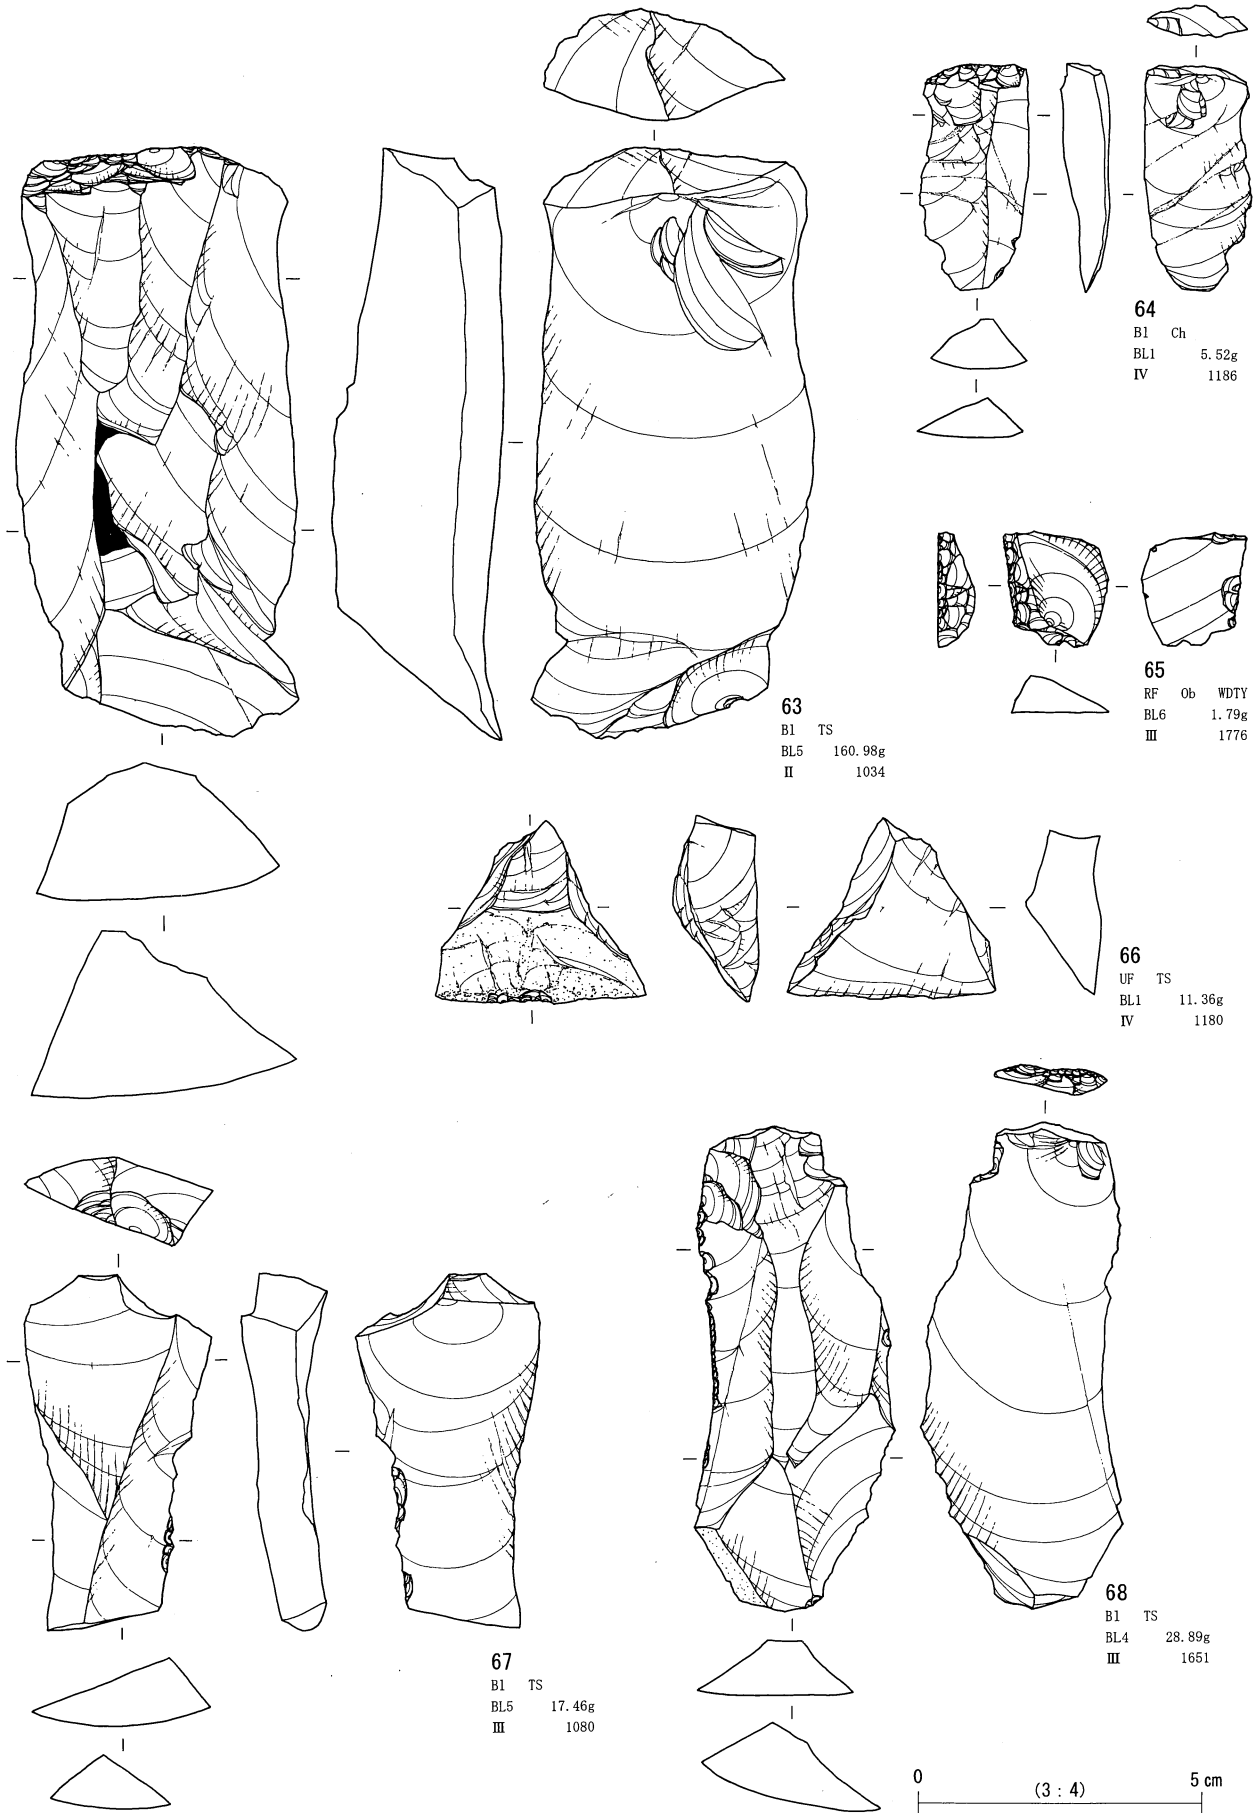 64
B1 Ch
BL1 5.52g
Ⅳ 1186
65
RF Ob WDTY
BL6 1.79g
Ⅲ 1776
63
B1 TS
BL5 160.98g
Ⅱ 1034
66
UF TS
BL1 11.36g
Ⅳ 1180
68
B1 TS
BL4 28.89g
Ⅲ 1651
67
B1 TS
BL5 17.46g
Ⅲ 1080
0 (3:4) 5 cm